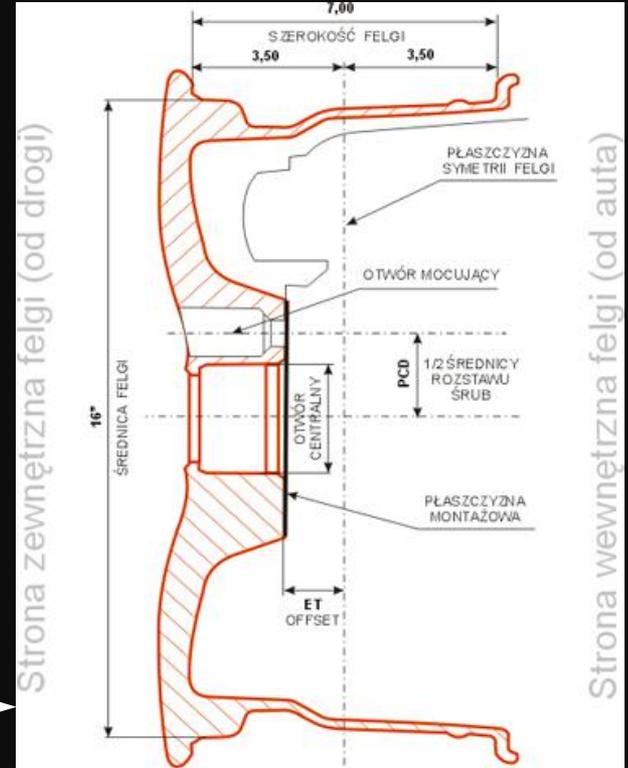 7,00
SZEROKOŚĆ FELGI
3,50
3,50
PŁASZCZYZNA
SYMETRII FELGI
OTWÓR MOCUJĄCY
PCD
1/2 ŚREDNICY
ROZSTAWU
ŚRUB
16"
ŚREDNICA FELGI
OTWÓR
CENTRALNY
PŁASZCZYZNA
MONTAŻOWA
ET
OFFSET
Strona zewnętrzna felgi (od drogi)
Strona wewnętrzna felgi (od auta)